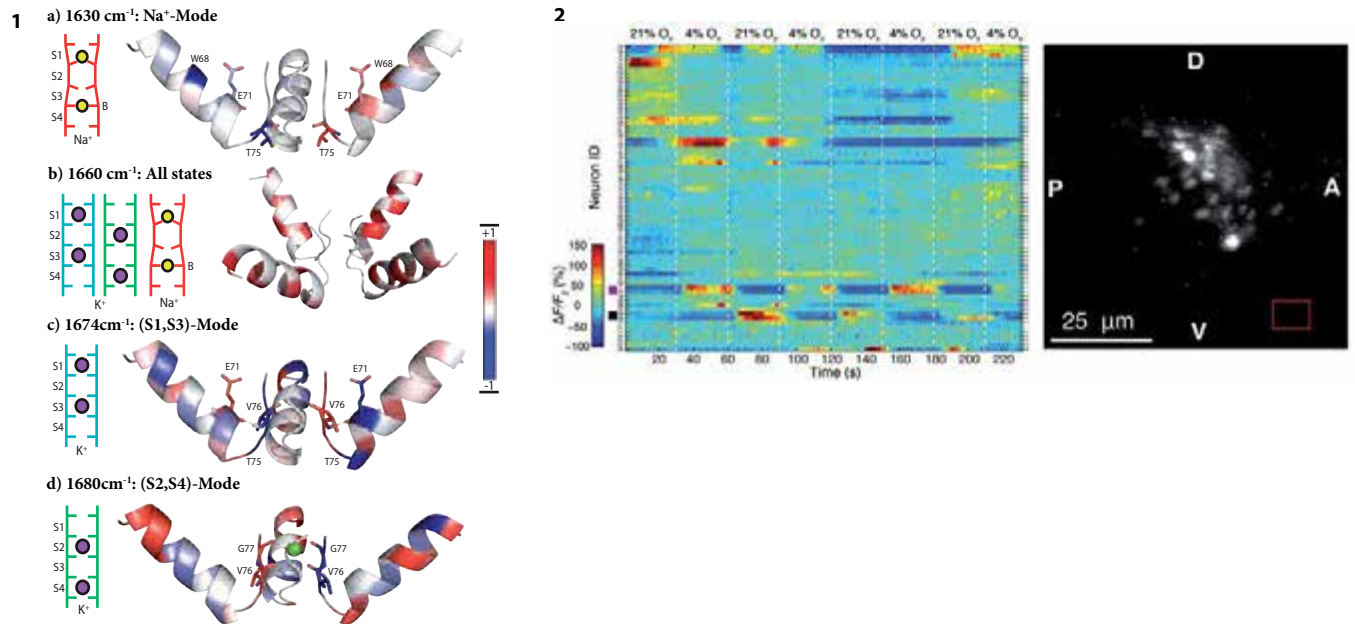 1
a) 1630 cm⁻¹: Na⁺-Mode
S1
S2
S3
S4
B
Na⁺
W68
E71
T75
W68
E71
T75
b) 1660 cm⁻¹: All states
S1
S2
S3
S4
B
K⁺
Na⁺
+1
-1
c) 1674cm⁻¹: (S1,S3)-Mode
S1
S2
S3
S4
K⁺
E71
V76
T75
E71
V76
T75
d) 1680cm⁻¹: (S2,S4)-Mode
S1
S2
S3
S4
K⁺
G77
V76
G77
V76
2
21% O₂ 4% O₂ 21% O₂ 4% O₂ 21% O₂ 4% O₂ 21% O₂ 4% O₂
Neuron ID
150
100
50
0
-50
-100
ΔF/F₀ (%)
20 40 60 80 100 120 140 160 180 200 220
Time (s)
D
P
A
V
25 μm